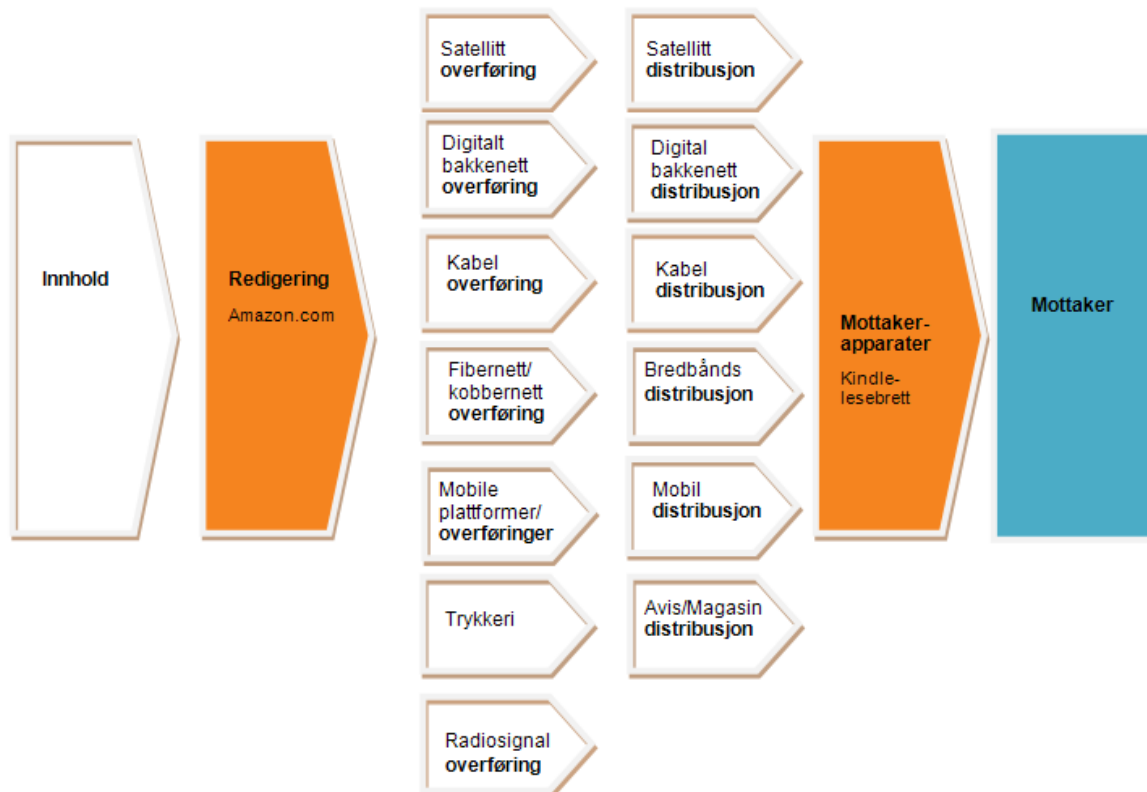 Innhold
Redigering
Amazon.com
Satellitt
overføring
Digitalt
bakkenett
overføring
Kabel
overføring
Fibernett/
kobbernett
overføring
Mobile
plattformer/
overføringer
Trykkeri
Radiosignal
overføring
Satellitt
distribusjon
Digital
bakkenett
distribusjon
Kabel
distribusjon
Bredbånds
distribusjon
Mobil
distribusjon
Avis/Magasin
distribusjon
Mottaker-
apparater
Kindle-
lesebrett
Mottaker